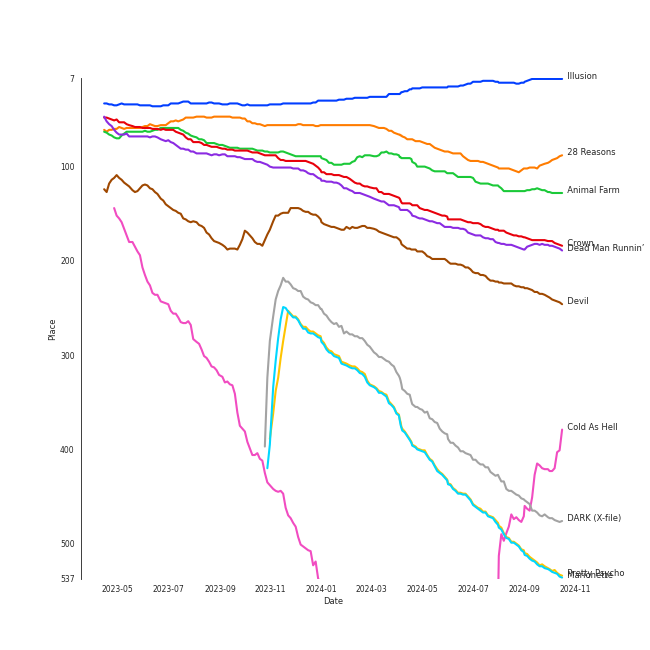 7
Illusion
28 Reasons
100
Animal Farm
Crown
Dead Man Runnin'
200
Devil
Place
300
Cold As Hell
400
DARK (X-file)
500
Pretty Psycho
Marionette
537
2023-05 2023-07 2023-09 2023-11 2024-01 2024-03 2024-05 2024-07 2024-09 2024-11
Date